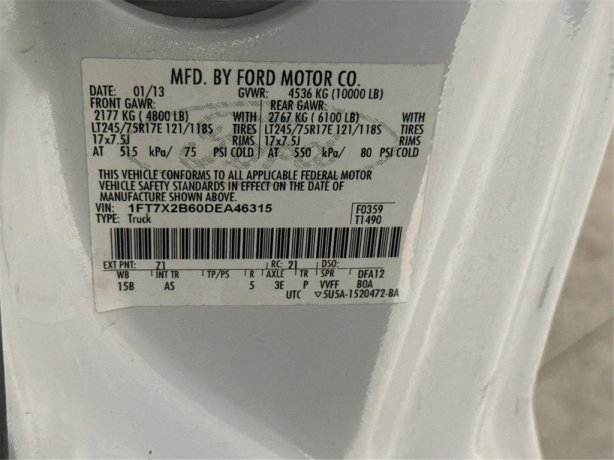 MFD. BY FORD MOTOR CO.
DATE: 01/13 GVWR: 4536 KG (10000 LB)
FRONT GAWR: REAR GAWR:
2177 KG ( 4800 LB) WITH 2767 KG ( 6100 LB) WITH
LT245/75R17E 121/118S TIRES LT245/75R17E 121/118S TIRES
17x7.5J RIMS 17x7.5J RIMS
AT 515 kPa/ 75 PSI COLD AT 550 kPa/ 80 PSI COLD
THIS VEHICLE CONFORMS TO ALL APPLICABLE FEDERAL MOTOR
VEHICLE SAFETY STANDARDS IN EFFECT ON THE DATE OF
MANUFACTURE SHOWN ABOVE.
VIN: 1FT7X2B60DEA46315 F0359
TYPE: Truck T1490
EXT PNT: Z1 RC: 21 DSO:
WB INT TR TP/PS R AXLE TR SPR DFA12
158 AS 5 3E P VVFF BOA
UTC ▽5U5A-1520472-BA